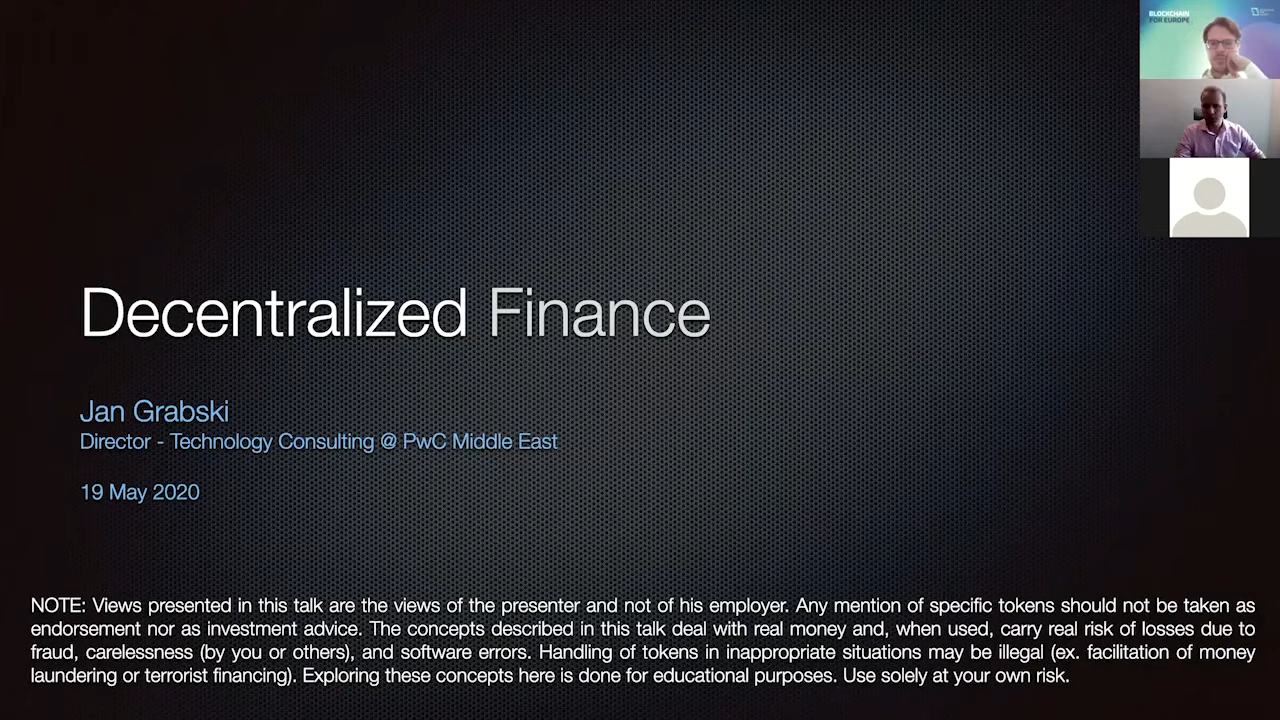 BLOCKCHAIN
FOR EUROPE
Decentralized Finance
Jan Grabski
Director - Technology Consulting @ PwC Middle East
19 May 2020
NOTE: Views presented in this talk are the views of the presenter and not of his employer. Any mention of specific tokens should not be taken as
endorsement nor as investment advice. The concepts described in this talk deal with real money and, when used, carry real risk of losses due to
fraud, carelessness (by you or others), and software errors. Handling of tokens in inappropriate situations may be illegal (ex. facilitation of money
laundering or terrorist financing). Exploring these concepts here is done for educational purposes. Use solely at your own risk.